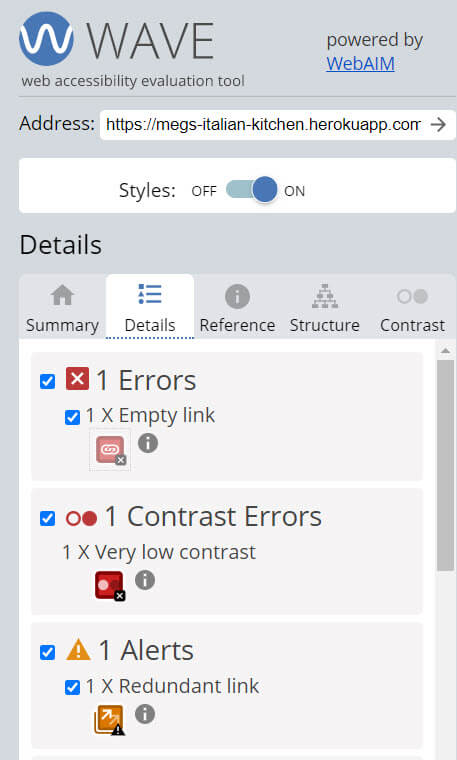 WAVE
web accessibility evaluation tool
powered by
WebAIM
Address: https://megs-italian-kitchen.herokuapp.com
Styles: OFF ON
Details
Summary Details Reference Structure Contrast
1 Errors
1 X Empty link
1 Contrast Errors
1 X Very low contrast
1 Alerts
1 X Redundant link